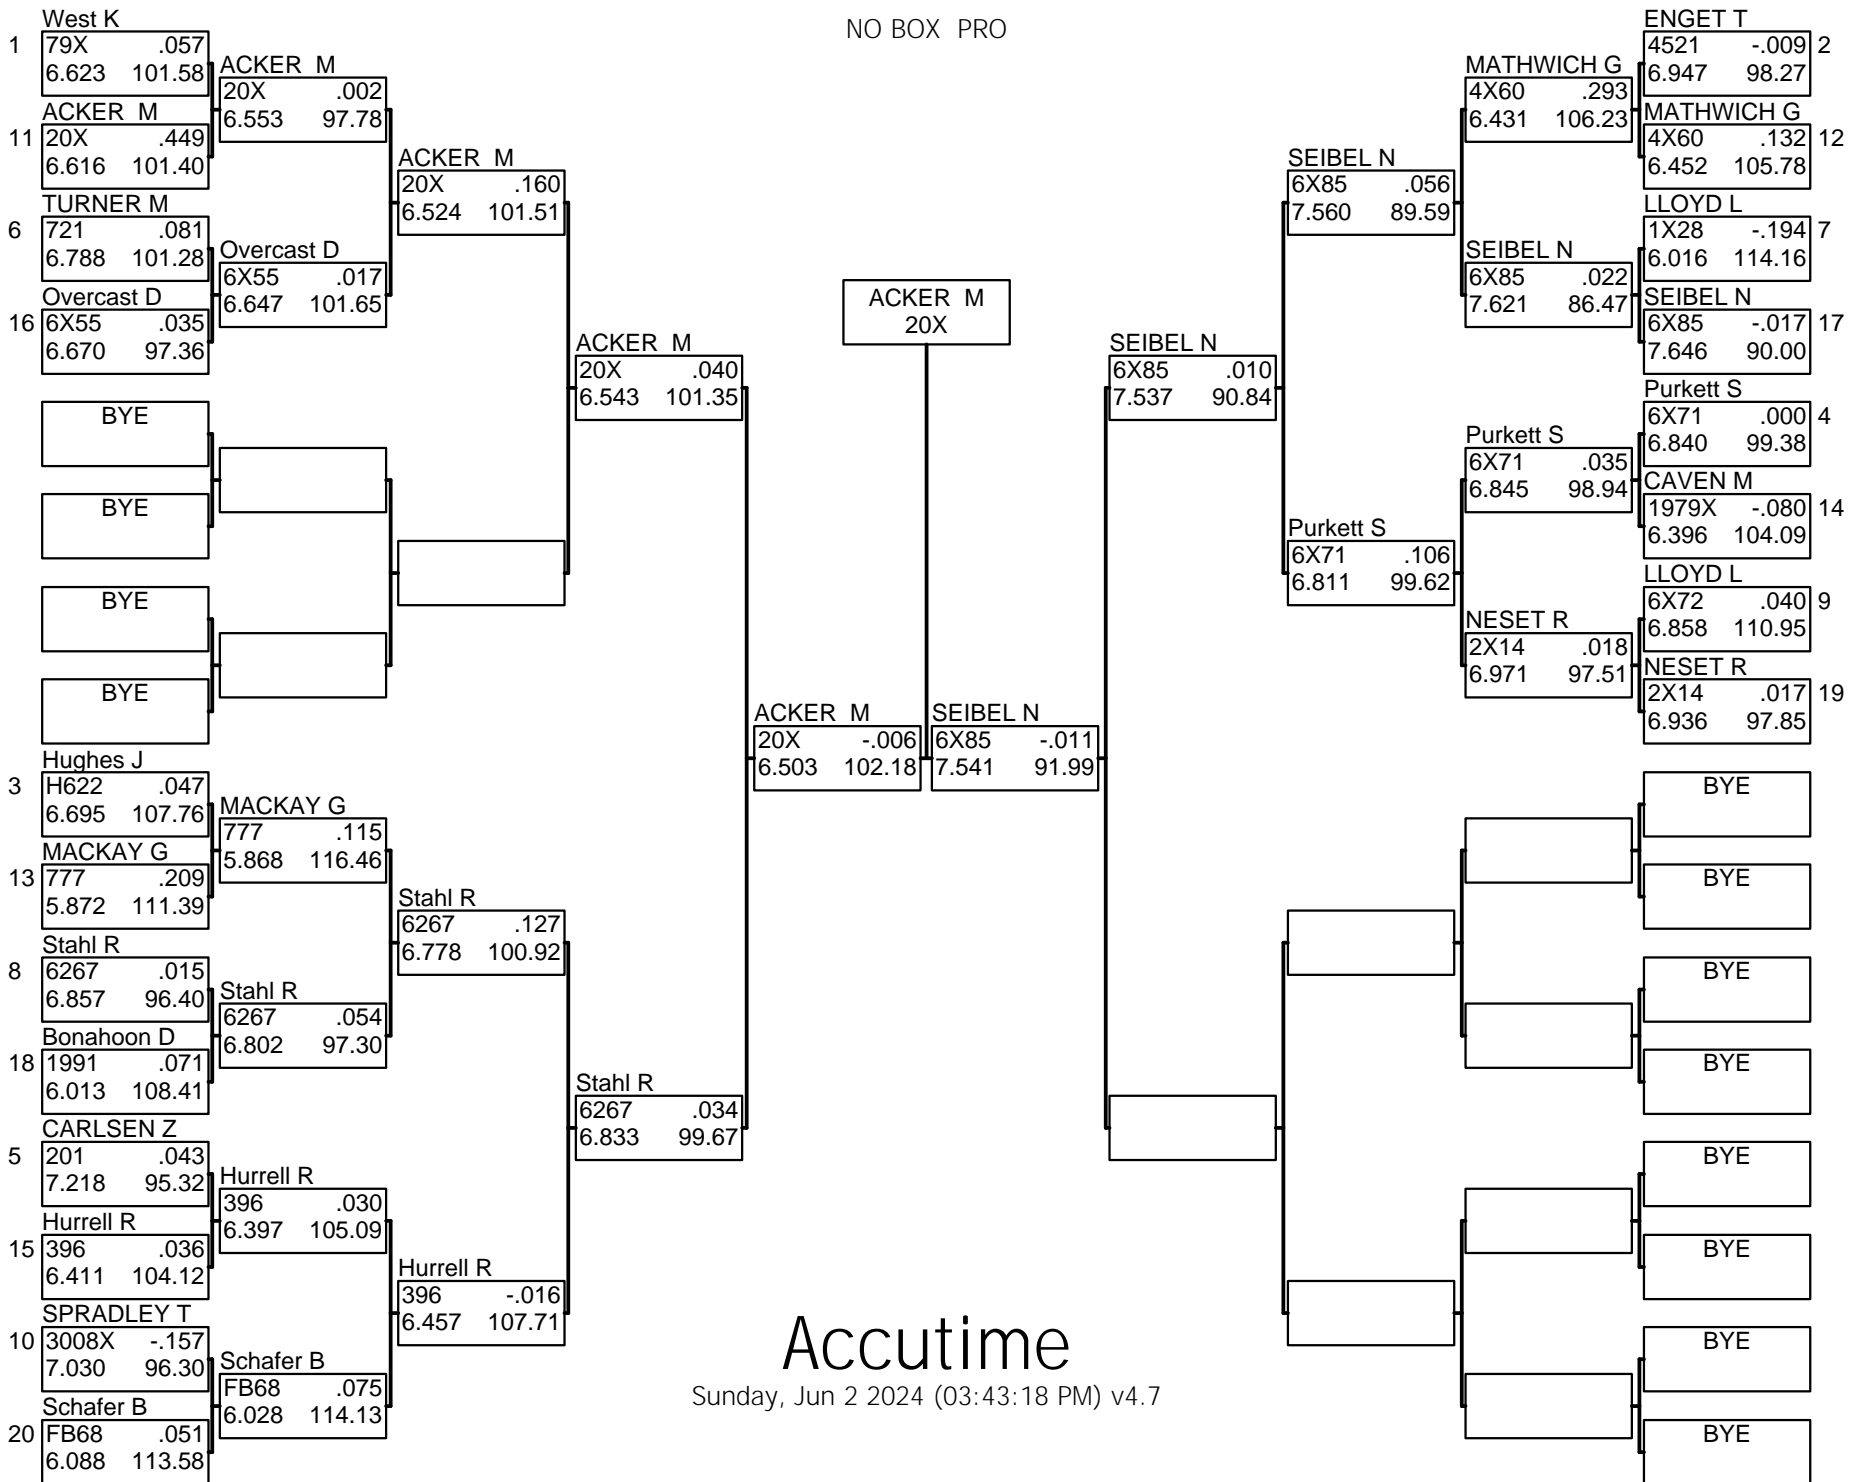 NO BOX PRO
West K
1 79X .057
6.623 101.58
ACKER M
11 20X .449
6.616 101.40
TURNER M
6 721 .081
6.788 101.28
Overcast D
16 6X55 .035
6.670 97.36
BYE
BYE
BYE
BYE
Hughes J
3 H622 .047
6.695 107.76
MACKAY G
13 777 .209
5.872 111.39
Stahl R
8 6267 .015
6.857 96.40
Bonahoon D
18 1991 .071
6.013 108.41
CARLSEN Z
5 201 .043
7.218 95.32
Hurrell R
15 396 .036
6.411 104.12
SPRADLEY T
10 3008X -.157
7.030 96.30
Schafer B
20 FB68 .051
6.088 113.58
ACKER M
20X .002
6.553 97.78
Overcast D
6X55 .017
6.647 101.65
MACKAY G
777 .115
5.868 116.46
Stahl R
6267 .054
6.802 97.30
Hurrell R
396 .030
6.397 105.09
Schafer B
FB68 .075
6.028 114.13
ACKER M
20X .160
6.524 101.51
Stahl R
6267 .127
6.778 100.92
Hurrell R
396 -.016
6.457 107.71
ACKER M
20X .040
6.543 101.35
Stahl R
6267 .034
6.833 99.67
ACKER M
20X -.006
6.503 102.18
ACKER M
20X
SEIBEL N
6X85 -.011
7.541 91.99
SEIBEL N
6X85 .010
7.537 90.84
SEIBEL N
6X85 .056
7.560 89.59
Purkett S
6X71 .106
6.811 99.62
MATHWICH G
4X60 .293
6.431 106.23
SEIBEL N
6X85 .022
7.621 86.47
Purkett S
6X71 .035
6.845 98.94
NESET R
2X14 .018
6.971 97.51
ENGET T
4521 -.009 2
6.947 98.27
MATHWICH G
4X60 .132 12
6.452 105.78
LLOYD L
1X28 -.194 7
6.016 114.16
SEIBEL N
6X85 -.017 17
7.646 90.00
Purkett S
6X71 .000 4
6.840 99.38
CAVEN M
1979X -.080 14
6.396 104.09
LLOYD L
6X72 .040 9
6.858 110.95
NESET R
2X14 .017 19
6.936 97.85
BYE
BYE
BYE
BYE
BYE
BYE
BYE
BYE
Accutime
Sunday, Jun 2 2024 (03:43:18 PM) v4.7